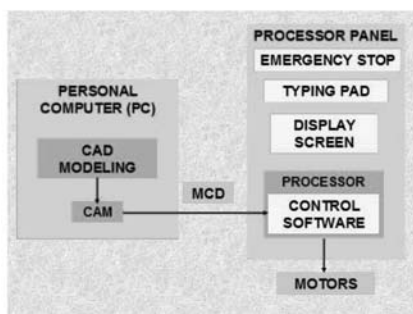 PERSONAL
COMPUTER (PC)
CAD
MODELING
CAM
MCD
PROCESSOR PANEL
EMERGENCY STOP
TYPING PAD
DISPLAY
SCREEN
PROCESSOR
CONTROL
SOFTWARE
MOTORS